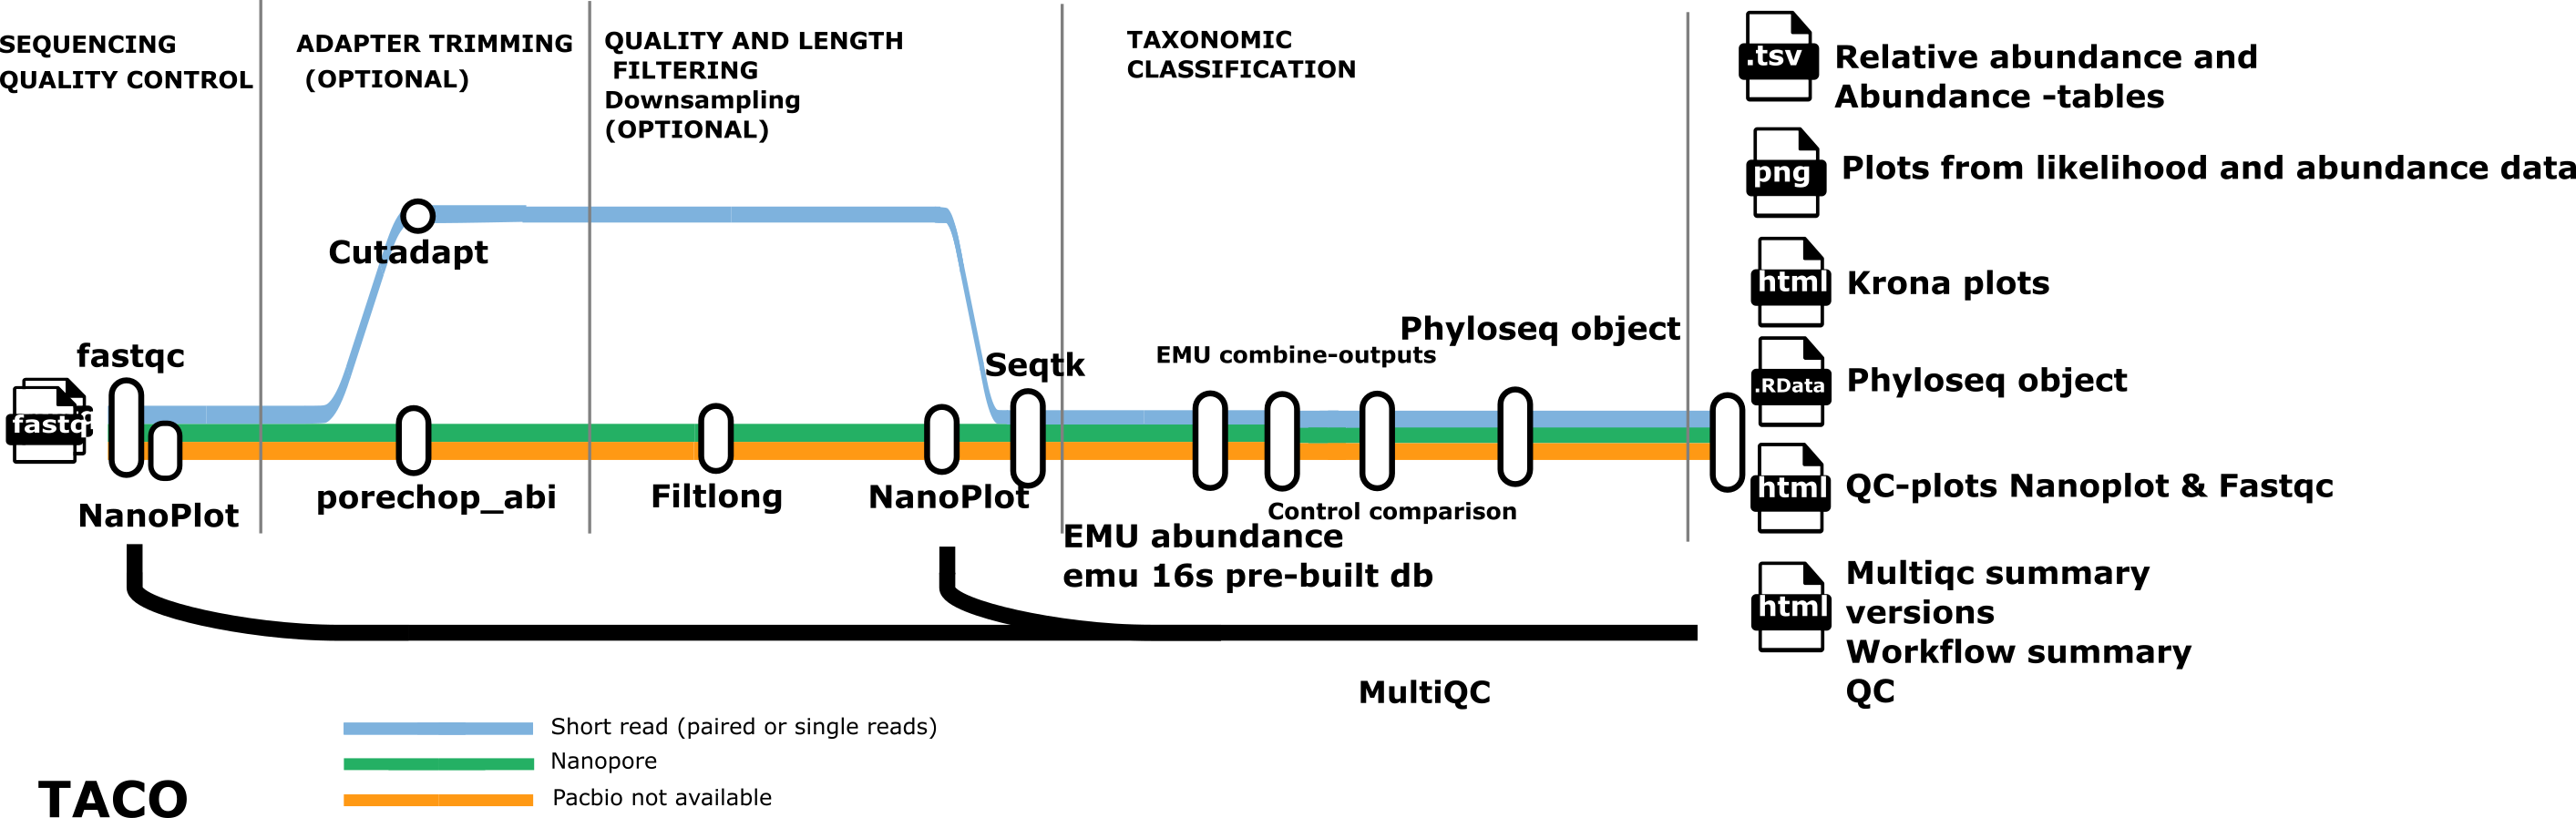 SEQUENCING
QUALITY CONTROL
ADAPTER TRIMMING
(OPTIONAL)
QUALITY AND LENGTH
FILTERING
Downsampling
(OPTIONAL)
TAXONOMIC
CLASSIFICATION
.tsv
Relative abundance and
Abundance -tables
png
Plots from likelihood and abundance data
html
Krona plots
.RData
Phyloseq object
html
QC-plots Nanoplot & Fastqc
html
Multiqc summary
versions
Workflow summary
QC
Cutadapt
fastqc
fastq
NanoPlot
porechop_abi
Filtlong
NanoPlot
Seqtk
EMU combine-outputs
Phyloseq object
Control comparison
EMU abundance
emu 16s pre-built db
MultiQC
Short read (paired or single reads)
Nanopore
Pacbio not available
TACO